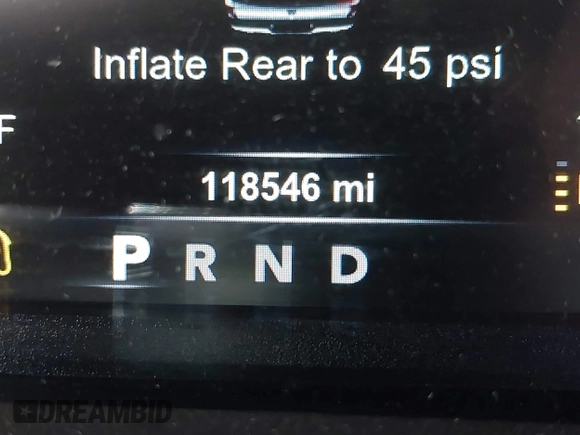 Inflate Rear to 45 psi
F
118546 mi
P R N D
DREAMBID